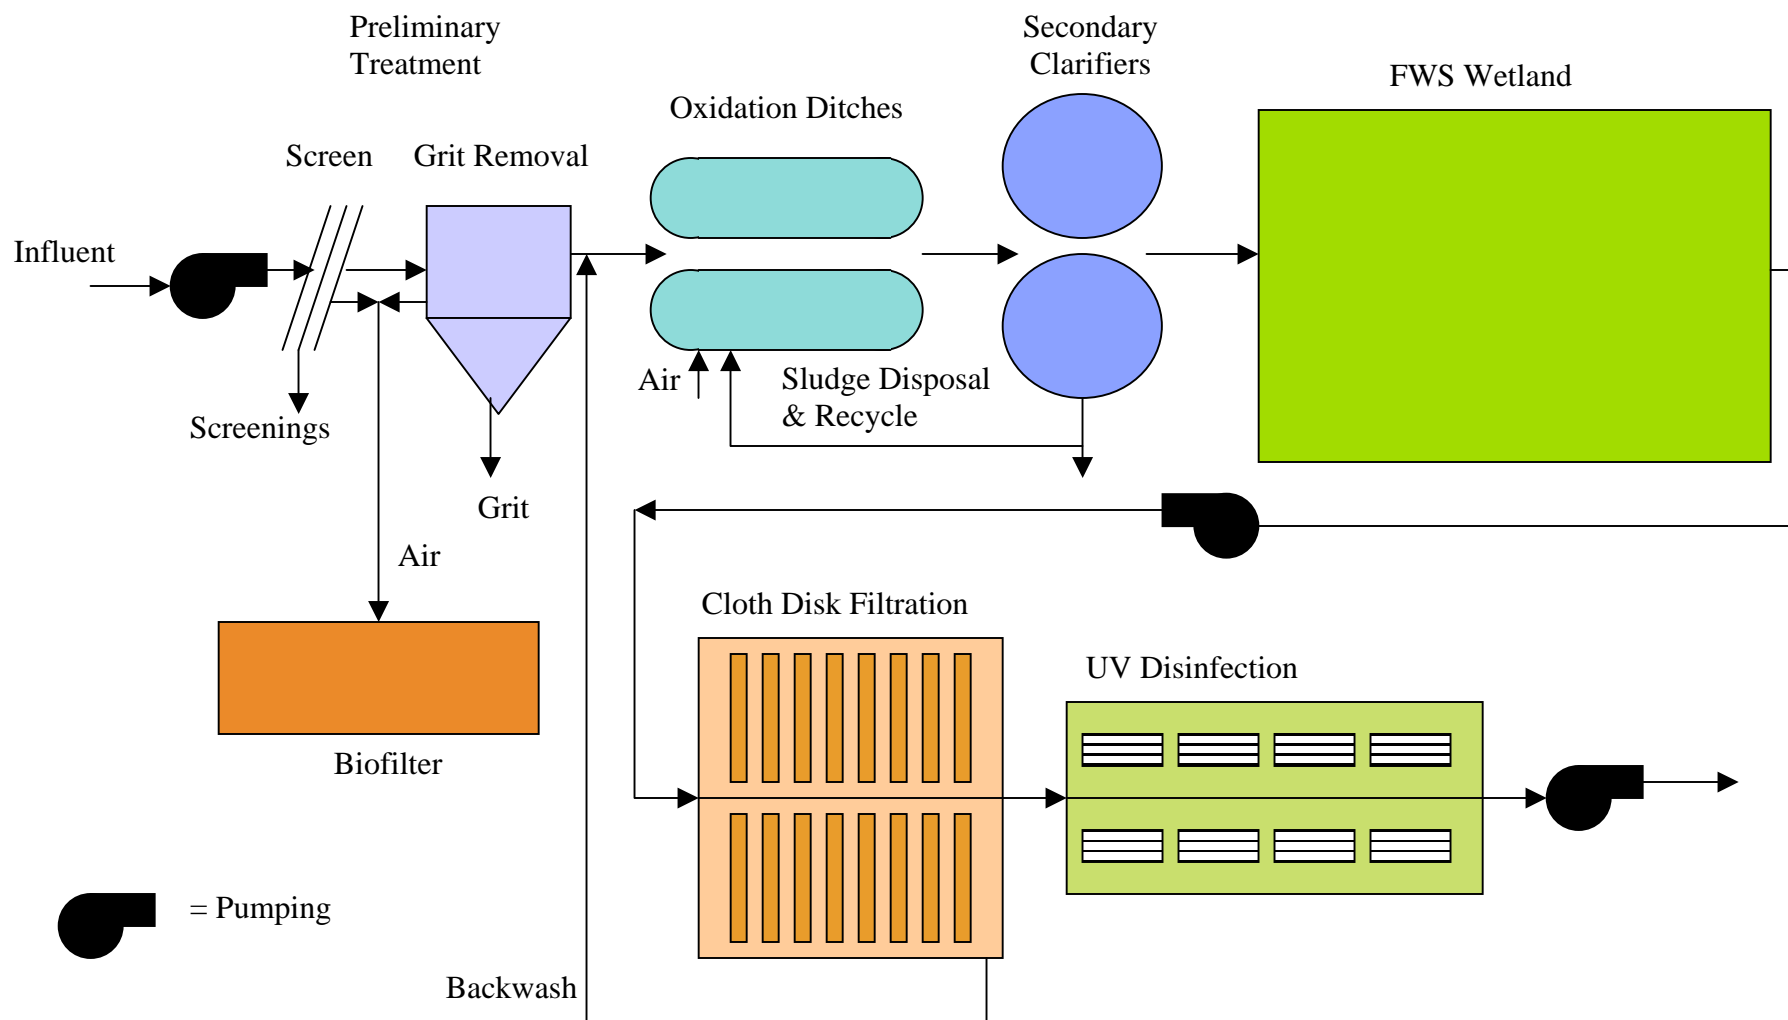 Preliminary
Treatment
Secondary
Clarifiers
FWS Wetland
Oxidation Ditches
Screen
Grit Removal
Influent
Air
Sludge Disposal
& Recycle
Screenings
Grit
Air
Cloth Disk Filtration
UV Disinfection
Biofilter
= Pumping
Backwash